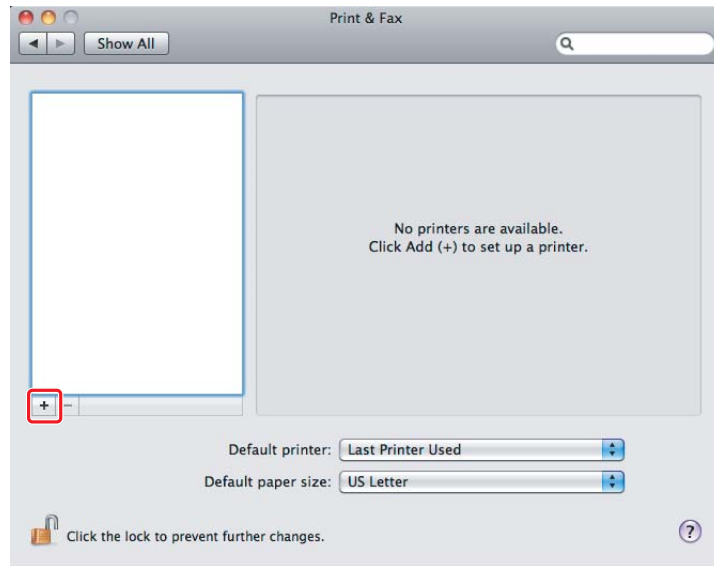 Print & Fax
Show All
No printers are available.
Click Add (+) to set up a printer.
+ −
Default printer: Last Printer Used
Default paper size: US Letter
Click the lock to prevent further changes.
?